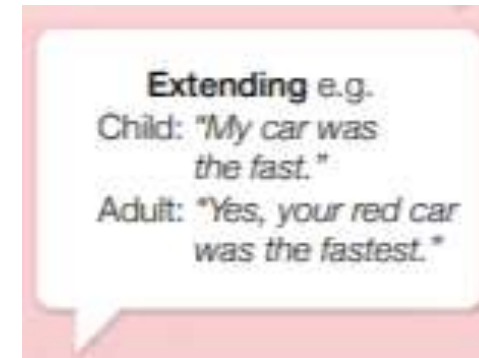 Extending e.g.
Child: "My car was
the fast."
Adult: "Yes, your red car
was the fastest."